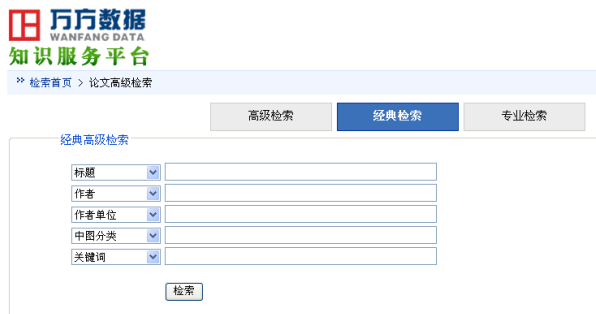 万方数据
WANFANG DATA
知识服务平台
检索首页 > 论文高级检索
高级检索 经典检索 专业检索
经典高级检索
标题
作者
作者单位
中图分类
关键词
检索